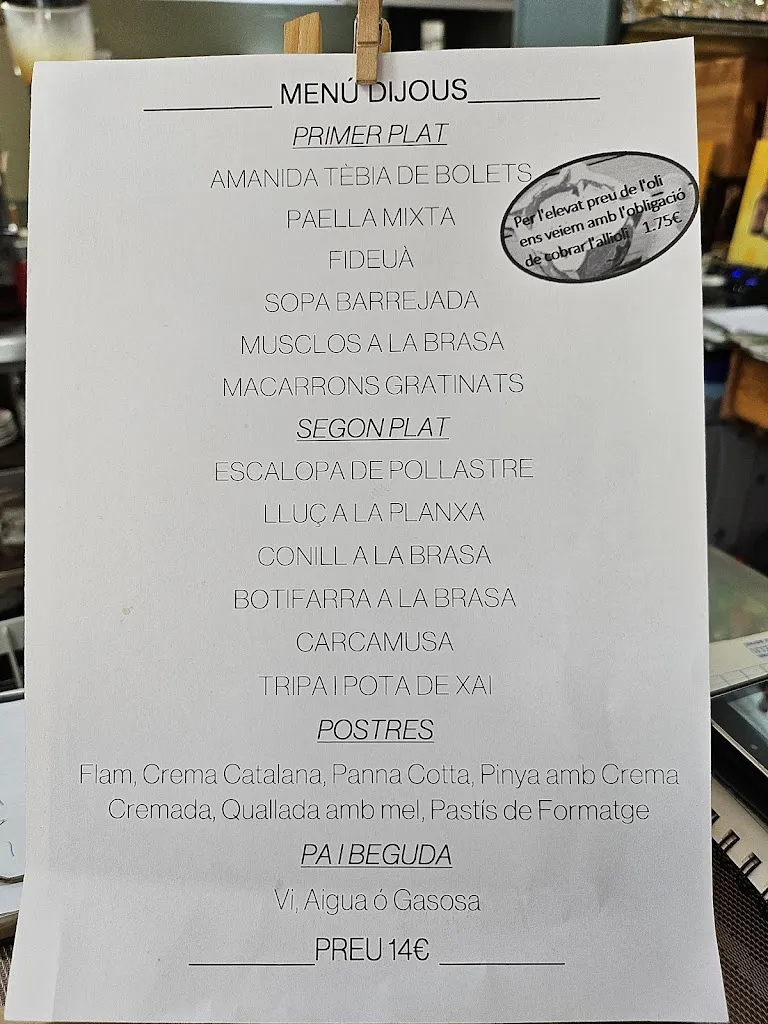 MENÚ DIJOUS
PRIMER PLAT
AMANIDA TÈBIA DE BOLETS
PAELLA MIXTA
FIDEUÀ
SOPA BARREJADA
MUSCLOS A LA BRASA
MACARRONS GRATINATS
Per l'elevat preu de l'oli
ens veiem amb l'obligació
de cobrar l'allioli 1.75€
SEGON PLAT
ESCALOPA DE POLLASTRE
LLUÇ A LA PLANXA
CONILL A LA BRASA
BOTIFARRA A LA BRASA
CARCAMUSA
TRIPA I POTA DE XAI
POSTRES
Flam, Crema Catalana, Panna Cotta, Pinya amb Crema
Cremada, Quallada amb mel, Pastís de Formatge
PA I BEGUDA
Vi, Aigua ó Gasosa
PREU 14€